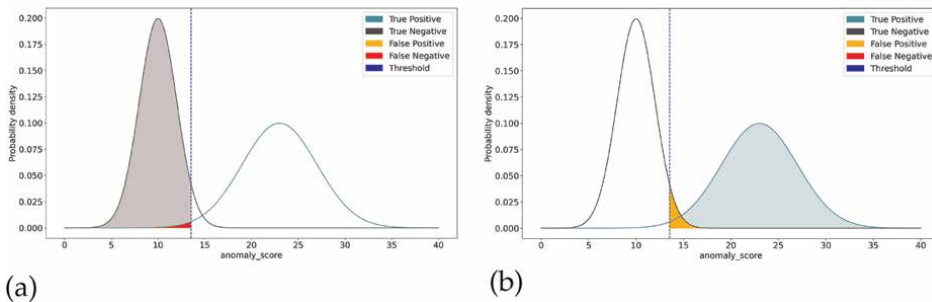 0.200
0.175
0.150
0.125
0.100
0.075
0.050
0.025
0.000
Probability density
True Positive
True Negative
False Positive
False Negative
Threshold
0 5 10 15 20 25 30 35 40
anomaly_score
(a)
0.200
0.175
0.150
0.125
0.100
0.075
0.050
0.025
0.000
Probability density
True Positive
True Negative
False Positive
False Negative
Threshold
0 5 10 15 20 25 30 35 40
anomaly_score
(b)